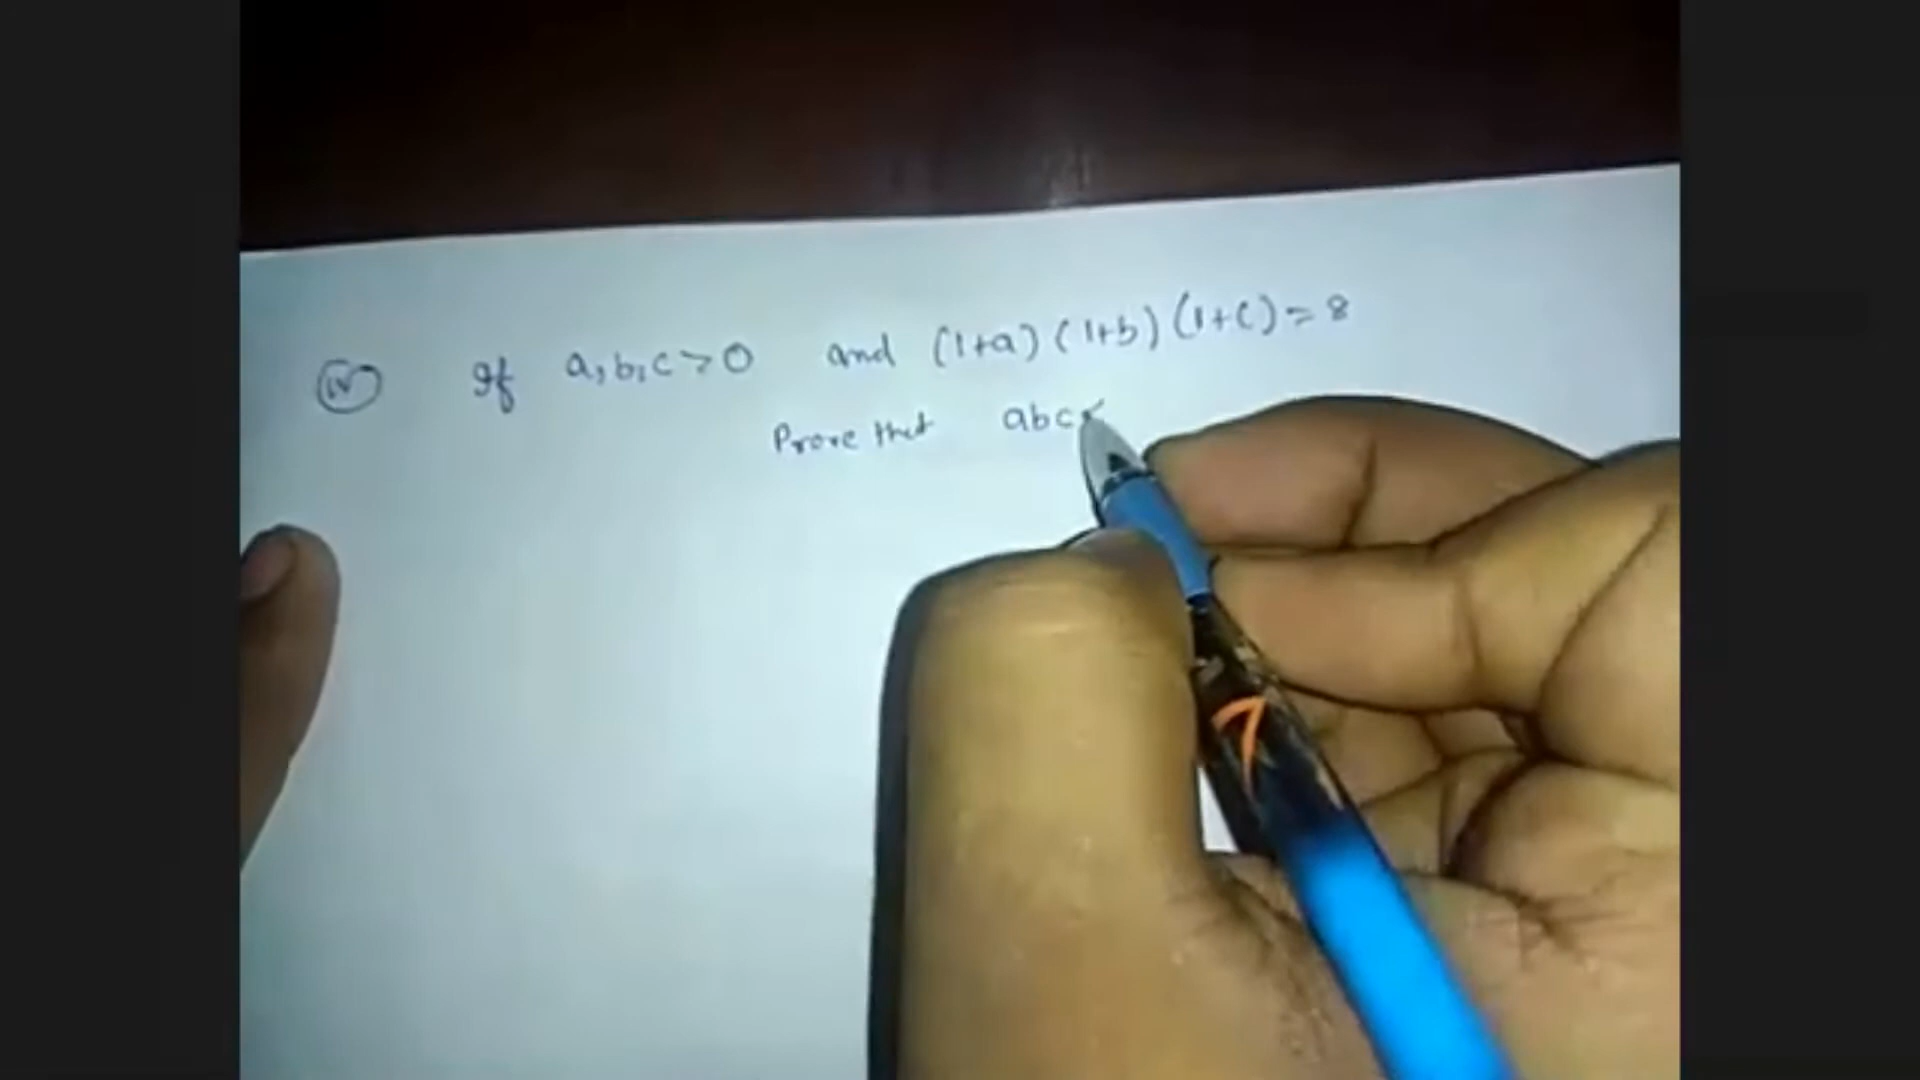 (iv) If a,b,c>0 and (1+a)(1+b)(1+c)=8
Prove that abc<